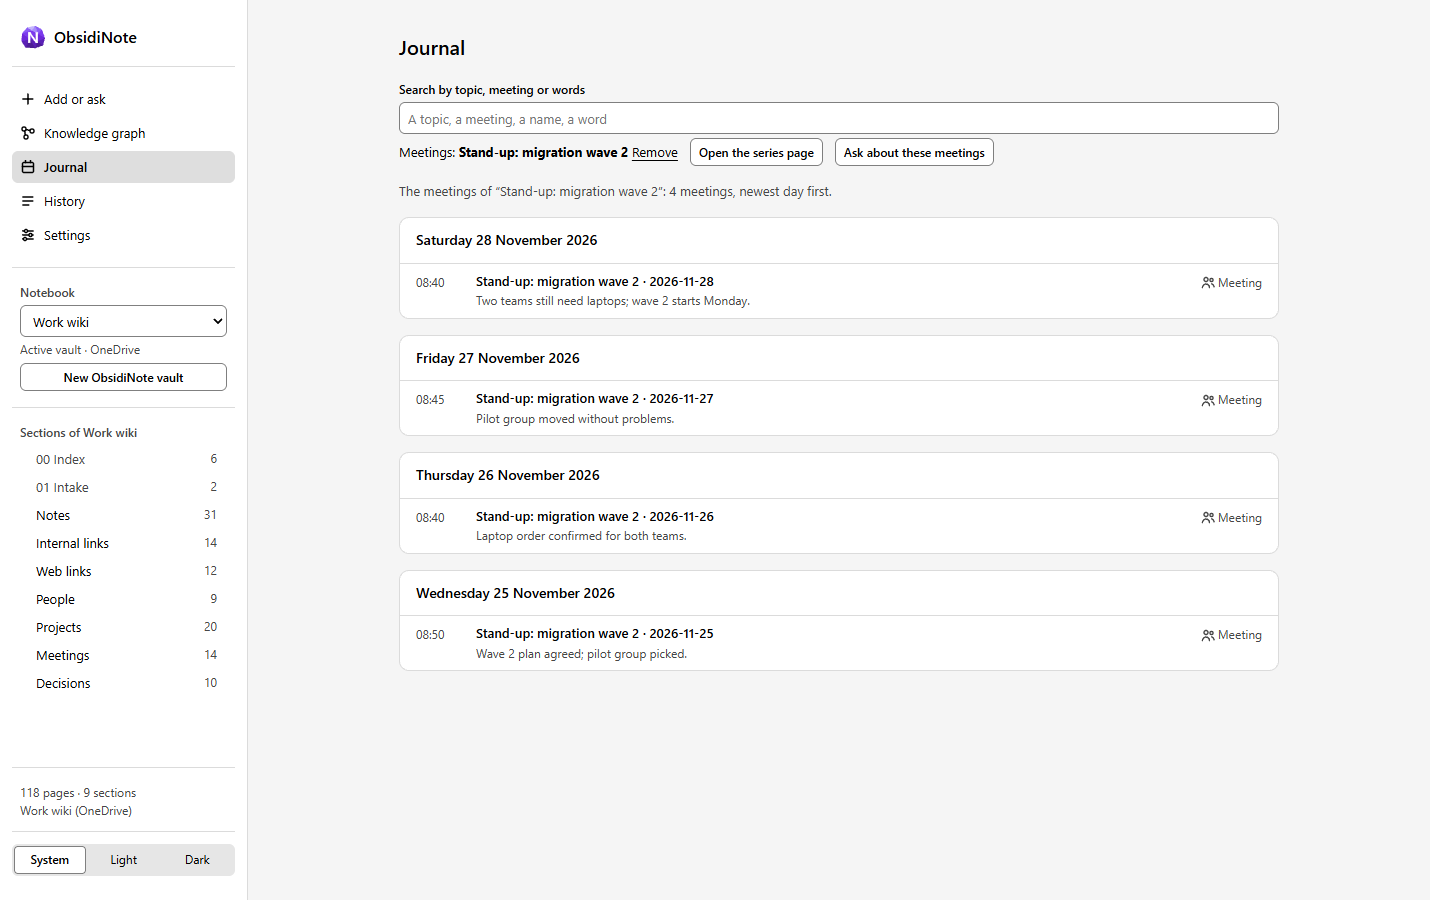 ObsidiNote
Add or ask
Knowledge graph
Journal
History
Settings
Notebook
Work wiki
Active vault · OneDrive
New ObsidiNote vault
Sections of Work wiki
00 Index 6
01 Intake 2
Notes 31
Internal links 14
Web links 12
People 9
Projects 20
Meetings 14
Decisions 10
118 pages · 9 sections
Work wiki (OneDrive)
System Light Dark
Journal
Search by topic, meeting or words
A topic, a meeting, a name, a word
Meetings: Stand-up: migration wave 2 Remove Open the series page Ask about these meetings
The meetings of “Stand-up: migration wave 2”: 4 meetings, newest day first.
Saturday 28 November 2026
08:40 Stand-up: migration wave 2 · 2026-11-28 Meeting
Two teams still need laptops; wave 2 starts Monday.
Friday 27 November 2026
08:45 Stand-up: migration wave 2 · 2026-11-27 Meeting
Pilot group moved without problems.
Thursday 26 November 2026
08:40 Stand-up: migration wave 2 · 2026-11-26 Meeting
Laptop order confirmed for both teams.
Wednesday 25 November 2026
08:50 Stand-up: migration wave 2 · 2026-11-25 Meeting
Wave 2 plan agreed; pilot group picked.